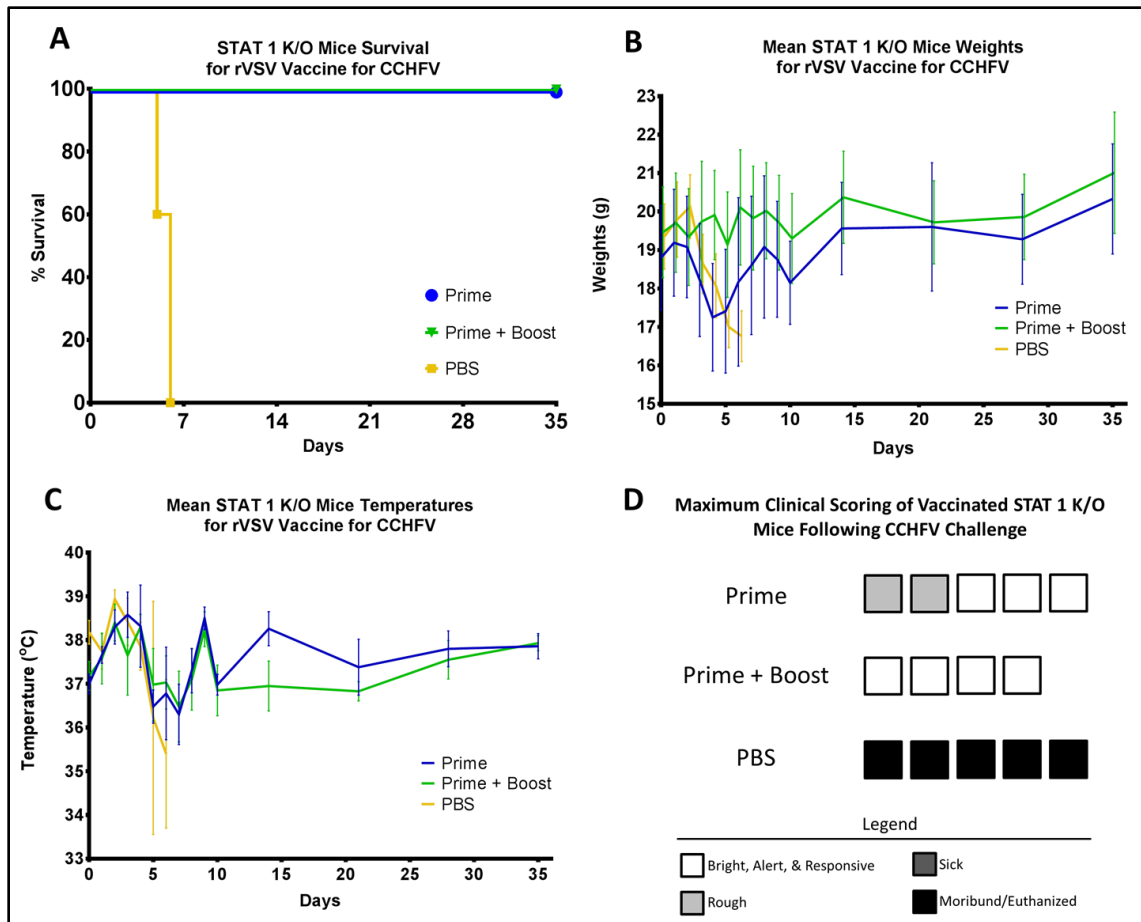 A
STAT 1 K/O Mice Survival
for rVSV Vaccine for CCHFV
% Survival
100
80
60
40
20
0
0 7 14 21 28 35
Days
Prime
Prime + Boost
PBS
B
Mean STAT 1 K/O Mice Weights
for rVSV Vaccine for CCHFV
Weights (g)
23
22
21
20
19
18
17
16
15
0 5 10 15 20 25 30 35
Days
Prime
Prime + Boost
PBS
C
Mean STAT 1 K/O Mice Temperatures
for rVSV Vaccine for CCHFV
Temperature (°C)
40
39
38
37
36
35
34
33
0 5 10 15 20 25 30 35
Days
Prime
Prime + Boost
PBS
D
Maximum Clinical Scoring of Vaccinated STAT 1 K/O
Mice Following CCHFV Challenge
Prime
Prime + Boost
PBS
Legend
Bright, Alert, & Responsive
Sick
Rough
Moribund/Euthanized